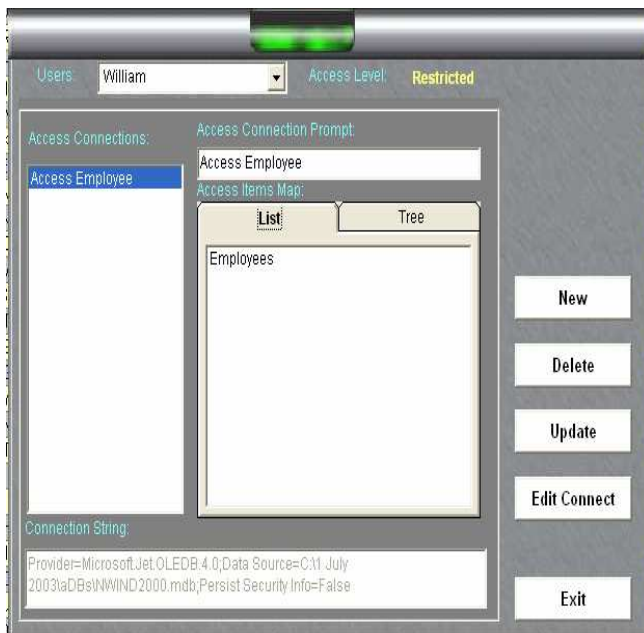 Users: William Access Level: Restricted
Access Connections:
Access Employee
Access Connection Prompt:
Access Employee
Access Items Map:
List Tree
Employees
New
Delete
Update
Edit Connect
Connection String:
Provider=Microsoft.Jet.OLEDB.4.0;Data Source=C:\1 July
2003\aDBs\NWIND2000.mdb;Persist Security Info=False
Exit